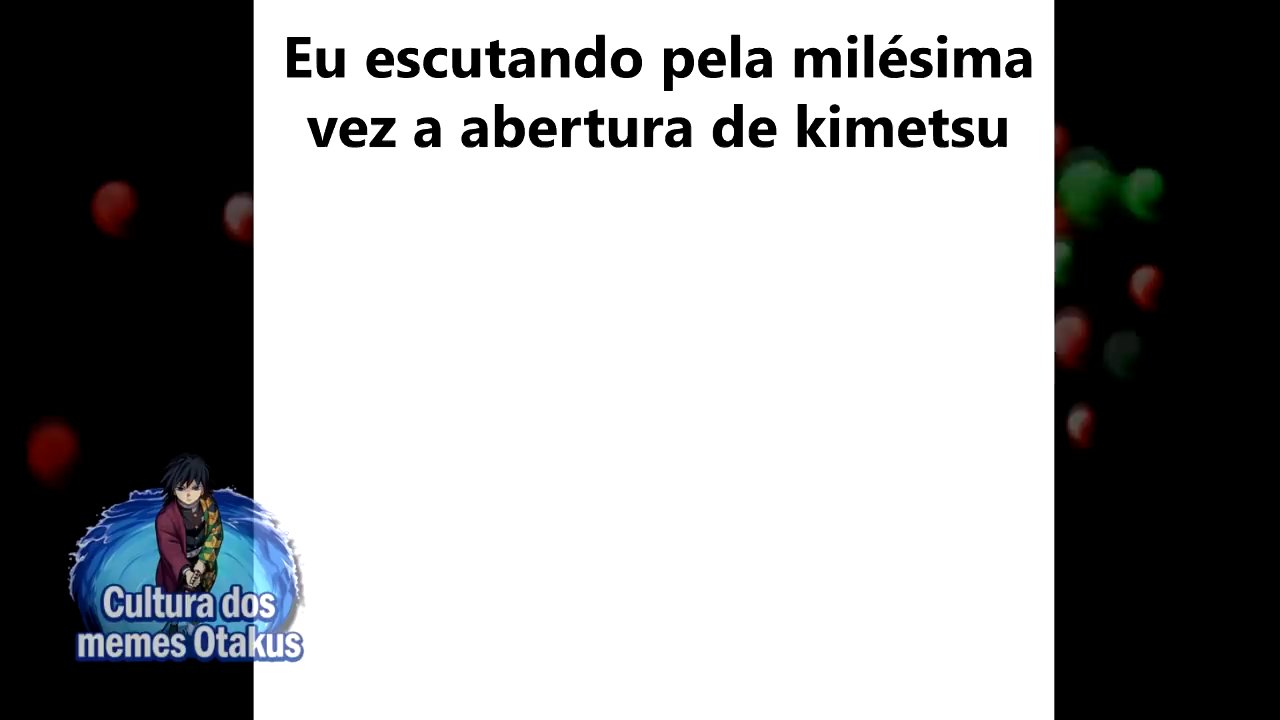 Eu escutando pela milésima
vez a abertura de kimetsu
Cultura dos
memes Otakus